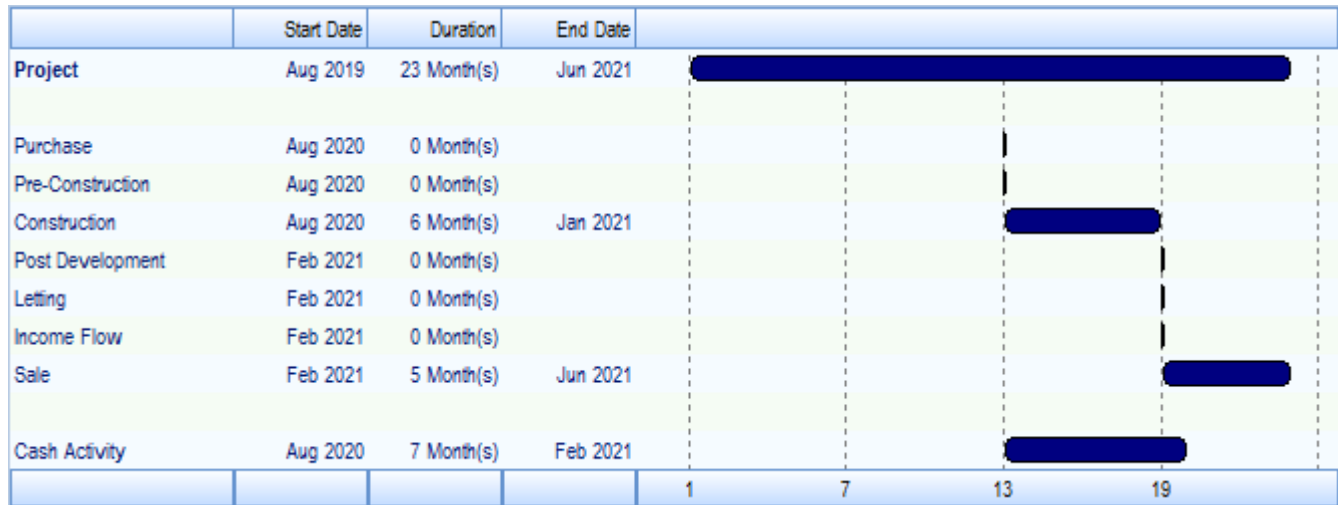 Start Date Duration End Date
Project Aug 2019 23 Month(s) Jun 2021
Purchase Aug 2020 0 Month(s)
Pre-Construction Aug 2020 0 Month(s)
Construction Aug 2020 6 Month(s) Jan 2021
Post Development Feb 2021 0 Month(s)
Letting Feb 2021 0 Month(s)
Income Flow Feb 2021 0 Month(s)
Sale Feb 2021 5 Month(s) Jun 2021
Cash Activity Aug 2020 7 Month(s) Feb 2021
1 7 13 19